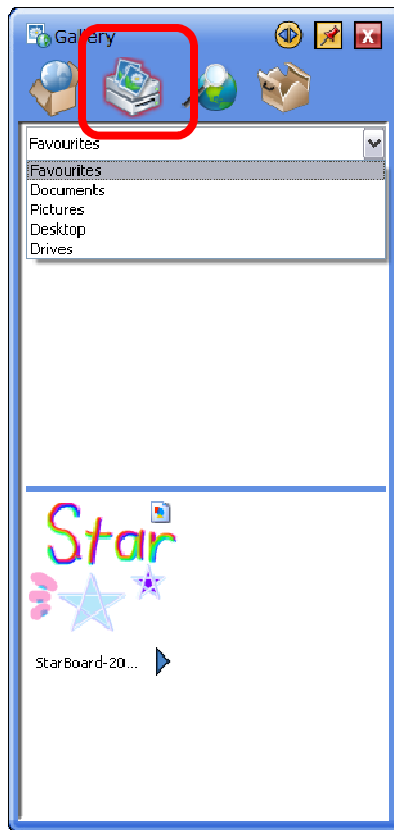 Gallery
Favourites
Favourites
Documents
Pictures
Desktop
Drives
Star
StarBoard-20...